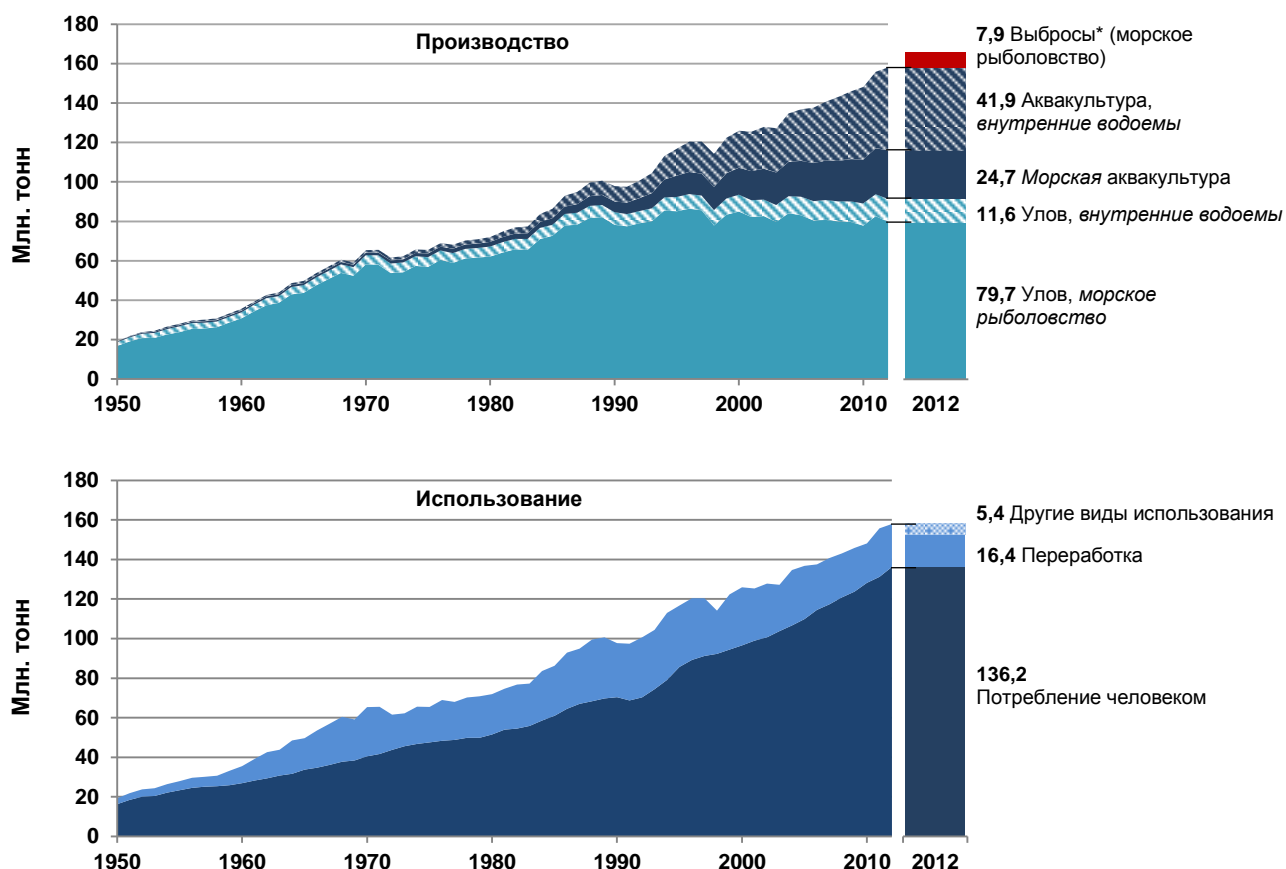 Производство
Млн. тонн
180
160
140
120
100
80
60
40
20
0
1950
1960
1970
1980
1990
2000
2010
2012
7,9 Выбросы* (морское
рыболовство)
41,9 Аквакультура,
внутренние водоемы
24,7 Морская аквакультура
11,6 Улов, внутренние водоемы
79,7 Улов, морское
рыболовство
Использование
Млн. тонн
180
160
140
120
100
80
60
40
20
0
1950
1960
1970
1980
1990
2000
2010
2012
5,4 Другие виды использования
16,4 Переработка
136,2
Потребление человеком